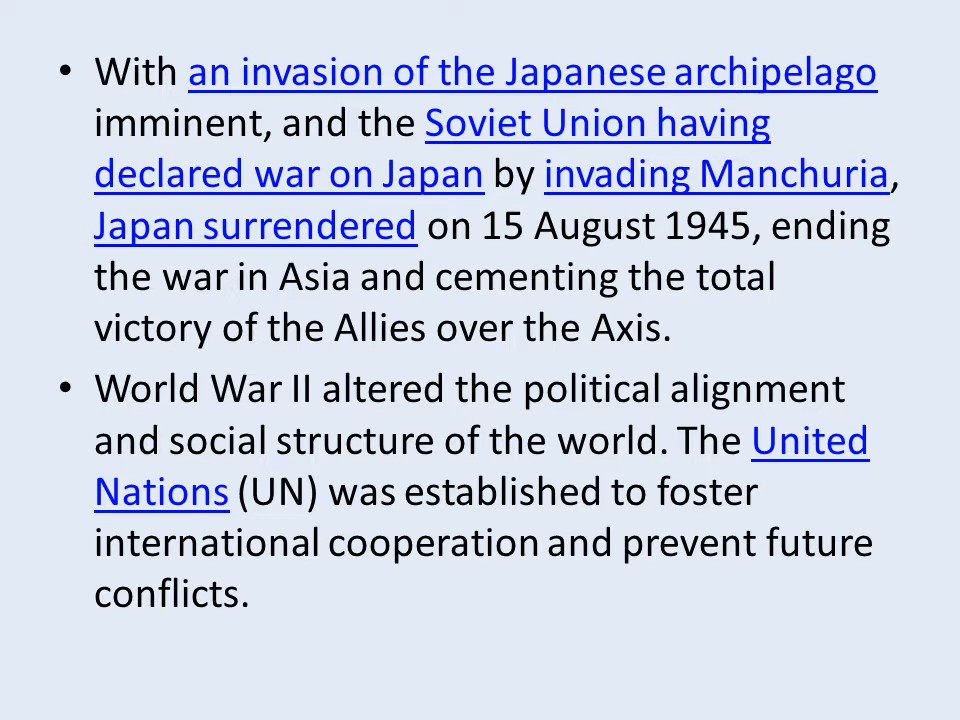 • With an invasion of the Japanese archipelago
imminent, and the Soviet Union having
declared war on Japan by invading Manchuria,
Japan surrendered on 15 August 1945, ending
the war in Asia and cementing the total
victory of the Allies over the Axis.
• World War II altered the political alignment
and social structure of the world. The United
Nations (UN) was established to foster
international cooperation and prevent future
conflicts.